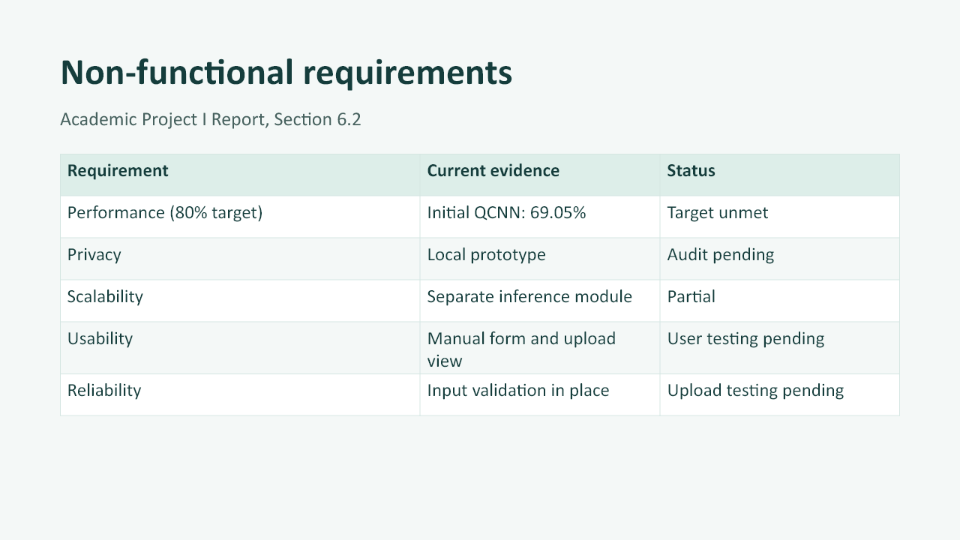 Non-functional requirements
Academic Project I Report, Section 6.2
Requirement Current evidence Status
Performance (80% target) Initial QCNN: 69.05% Target unmet
Privacy Local prototype Audit pending
Scalability Separate inference module Partial
Usability Manual form and upload User testing pending
view
Reliability Input validation in place Upload testing pending